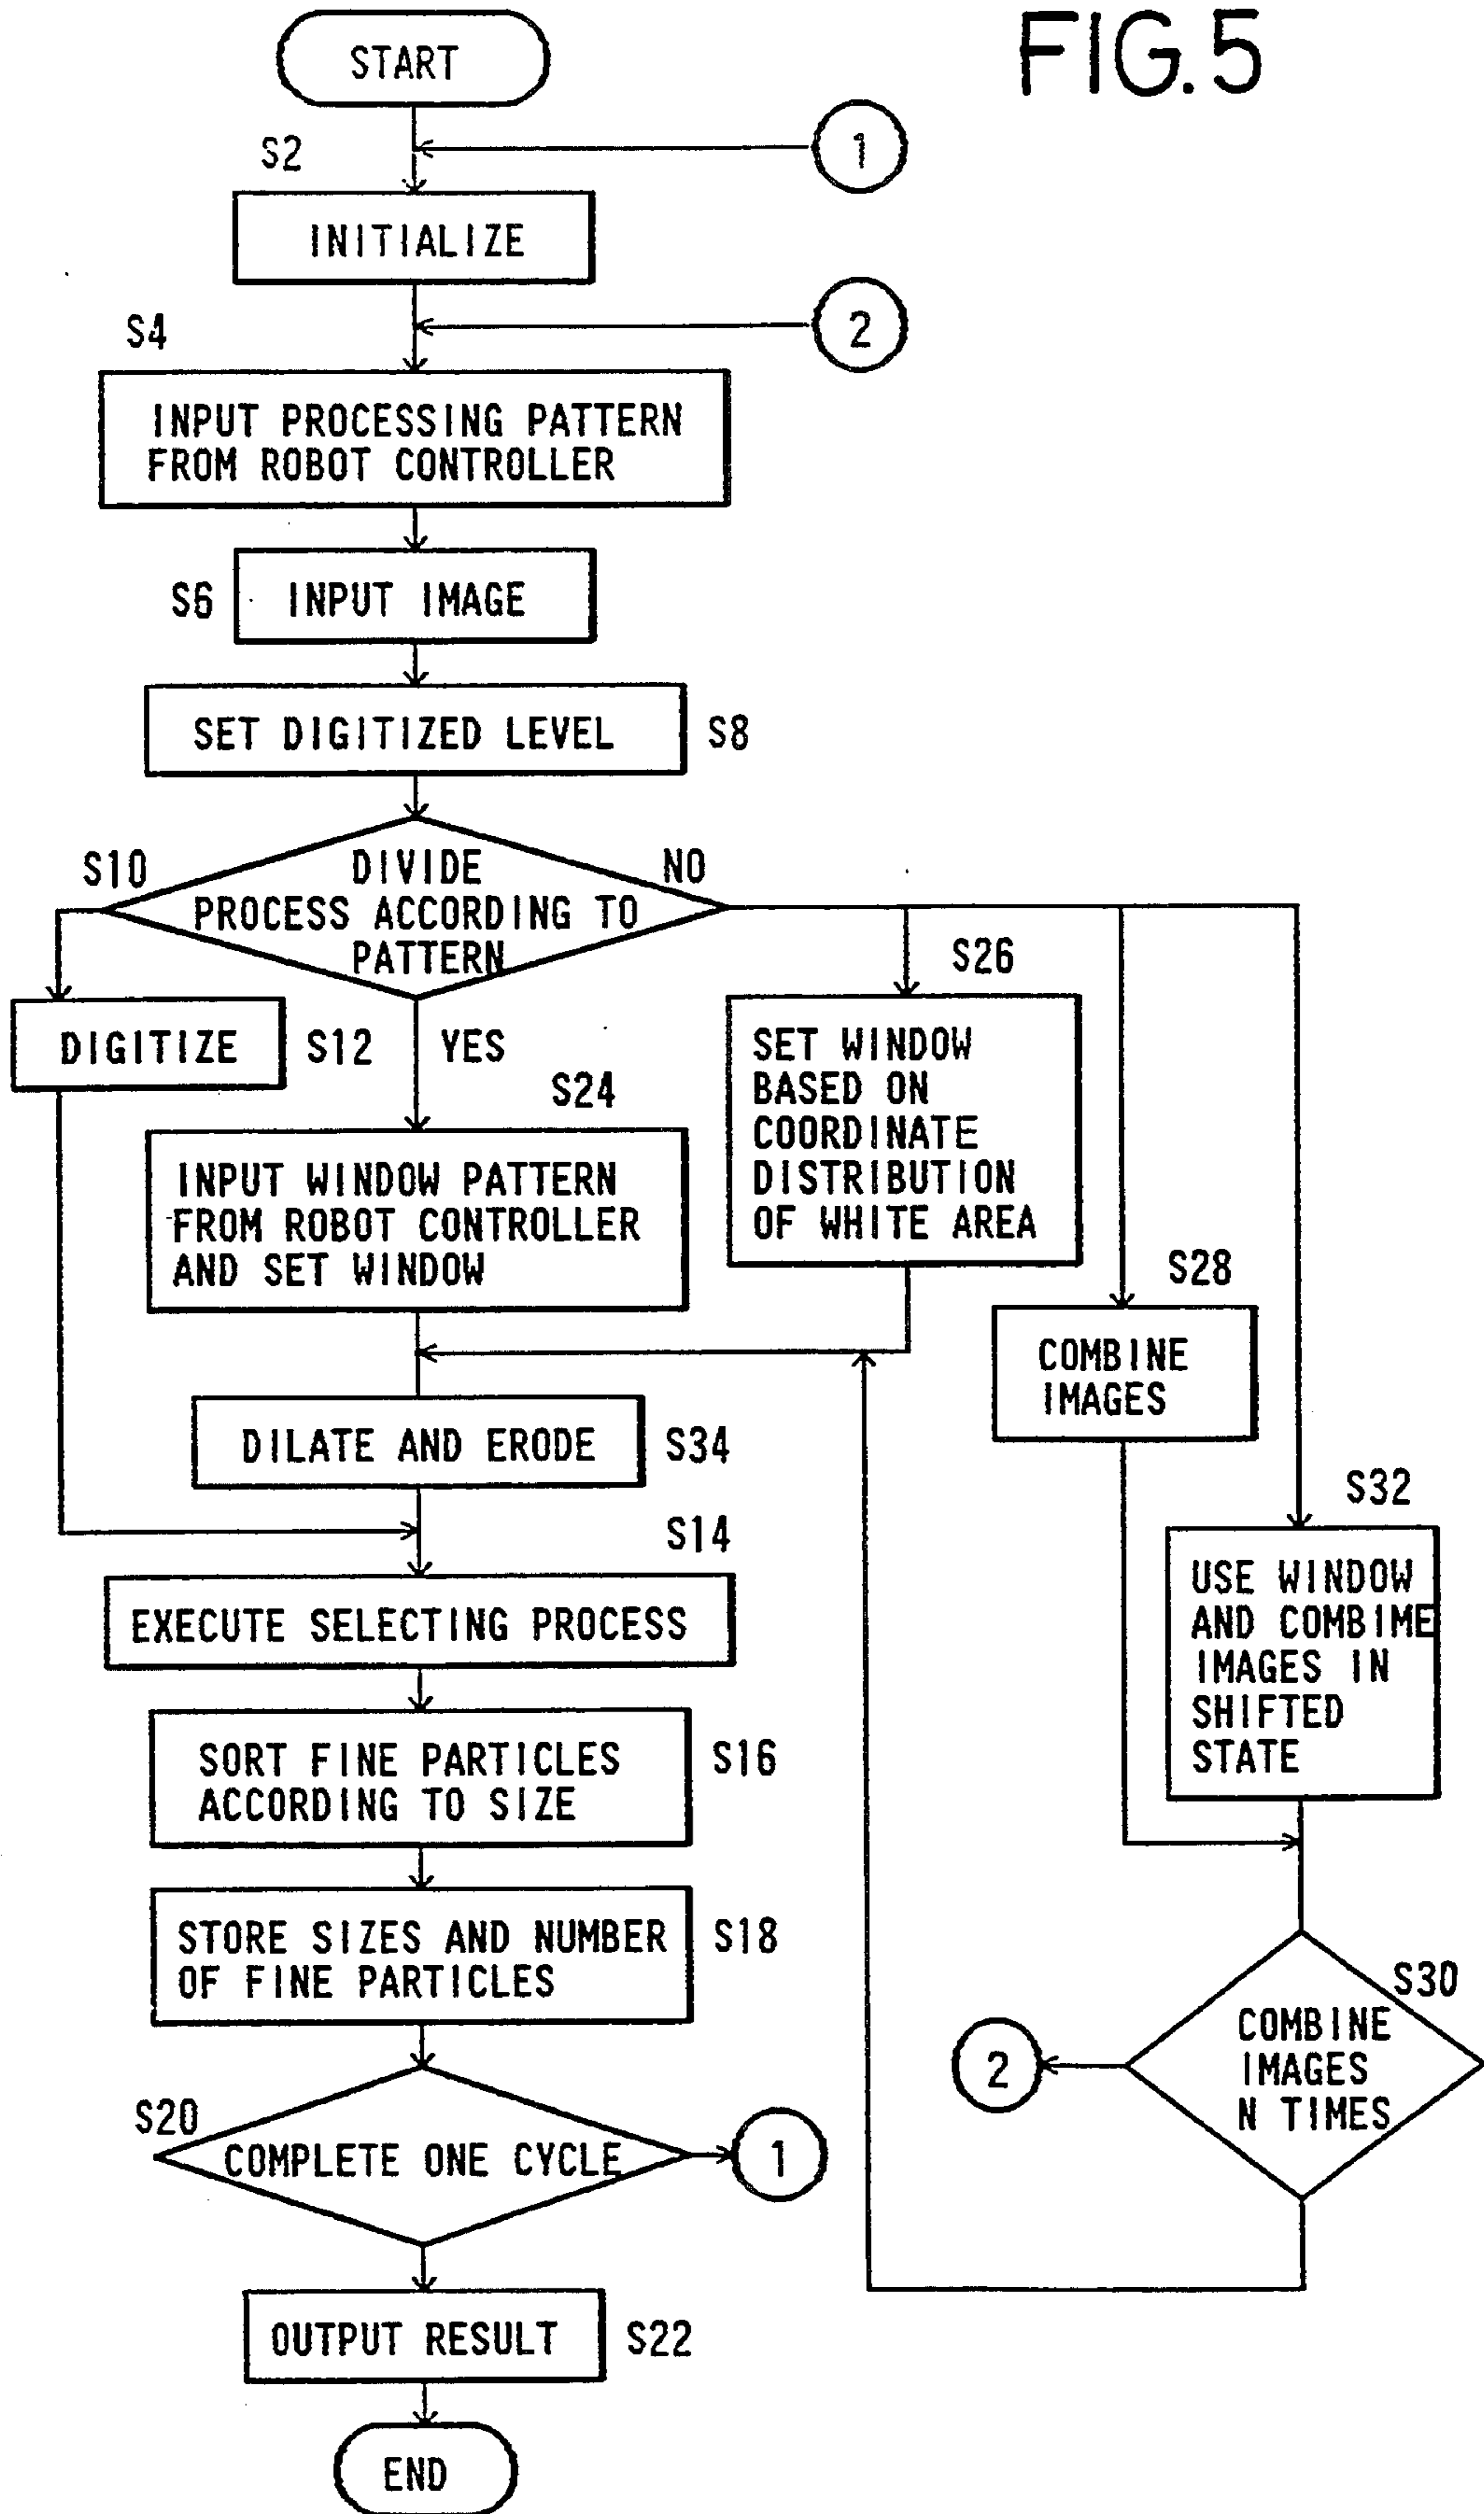 FIG.5
START
1
S2
INITIALIZE
2
S4
INPUT PROCESSING PATTERN
FROM ROBOT CONTROLLER
S6
INPUT IMAGE
SET DIGITIZED LEVEL
S8
S10
DIVIDE
PROCESS ACCORDING TO
PATTERN
NO
DIGITIZE
S12
YES
S24
INPUT WINDOW PATTERN
FROM ROBOT CONTROLLER
AND SET WINDOW
S26
SET WINDOW
BASED ON
COORDINATE
DISTRIBUTION
OF WHITE AREA
S28
COMBINE
IMAGES
DILATE AND ERODE
S34
S32
USE WINDOW
AND COMBIME
IMAGES IN
SHIFTED
STATE
S14
EXECUTE SELECTING PROCESS
SORT FINE PARTICLES
ACCORDING TO SIZE
S16
STORE SIZES AND NUMBER
OF FINE PARTICLES
S18
S30
COMBINE
IMAGES
N TIMES
2
S20
COMPLETE ONE CYCLE
1
OUTPUT RESULT
S22
END